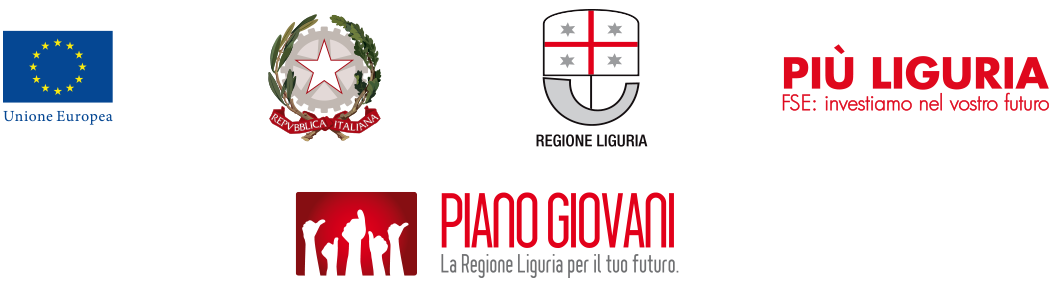 Unione Europea
REPVBBLICA ITALIANA
REGIONE LIGURIA
PIÙ LIGURIA
FSE: investiamo nel vostro futuro
PIANO GIOVANI
La Regione Liguria per il tuo futuro.